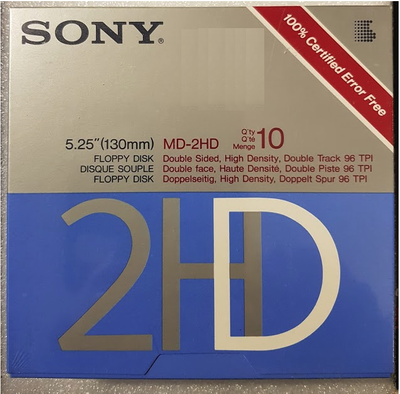 SONY®
100% Certified Error Free
5.25"(130mm) MD-2HD Q'ty Q'té Menge 10
FLOPPY DISK Double Sided, High Density, Double Track 96 TPI
DISQUE SOUPLE Double face, Haute Densité, Double Piste 96 TPI
FLOPPY DISK Doppelseitig, High Density, Doppelt Spur 96 TPI
2HD